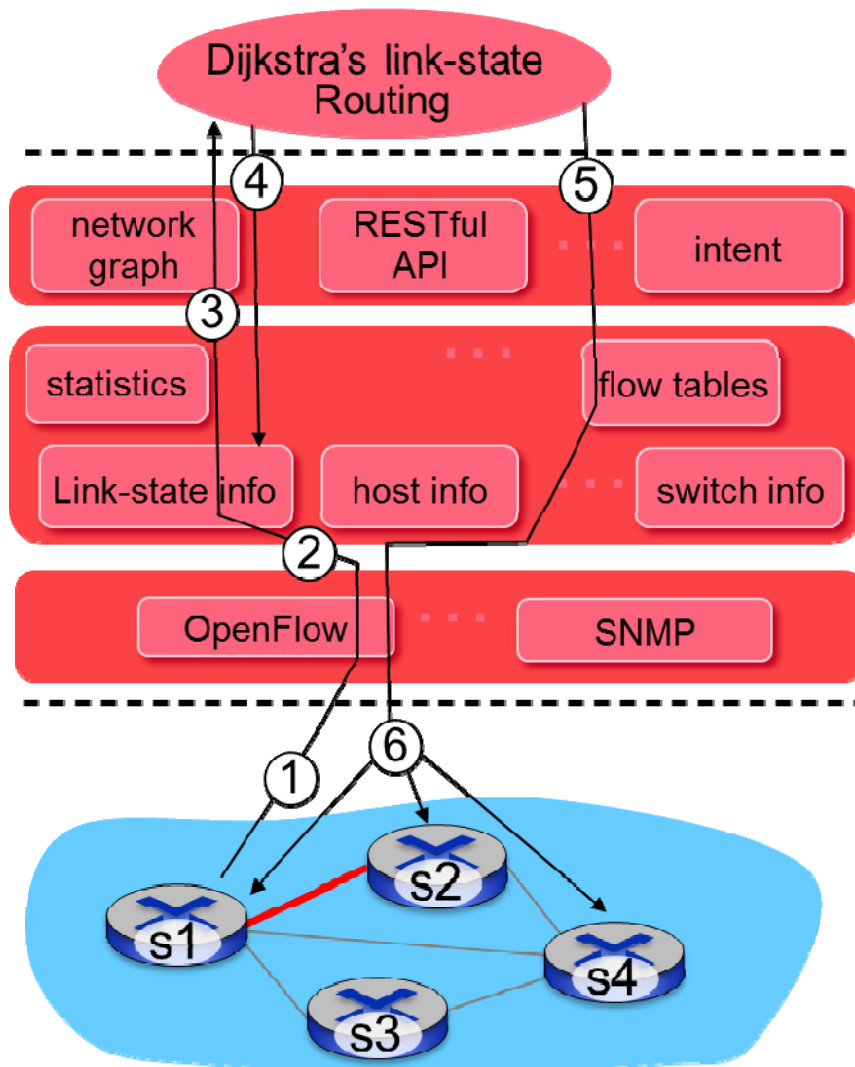 Dijkstra's link-state
Routing
4
5
network
graph
RESTful
API
intent
3
statistics
flow tables
Link-state info
host info
switch info
2
OpenFlow
SNMP
1
6
s2
s1
s4
s3